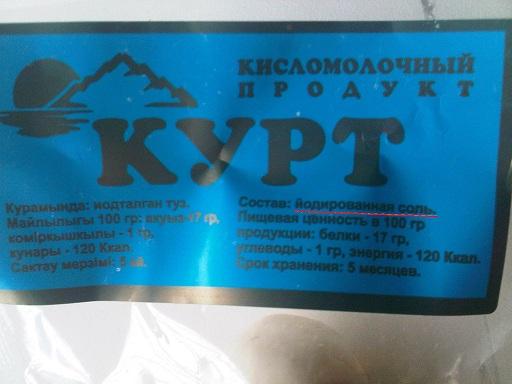 КИСЛОМОЛОЧНЫЙ
ПРОДУКТ
КУРТ
Курамында: иодталган туз.
Майлылыгы 100 гр: акуыз-17 гр,
комiркышкылы - 1 гр,
кунары - 120 Ккал.
Сактау мерзiмi: 5 ай.
Состав: йодированная соль.
Пищевая ценность в 100 гр
продукции: белки - 17 гр,
углеводы - 1 гр, энергия - 120 Ккал.
Срок хранения: 5 месяцев.